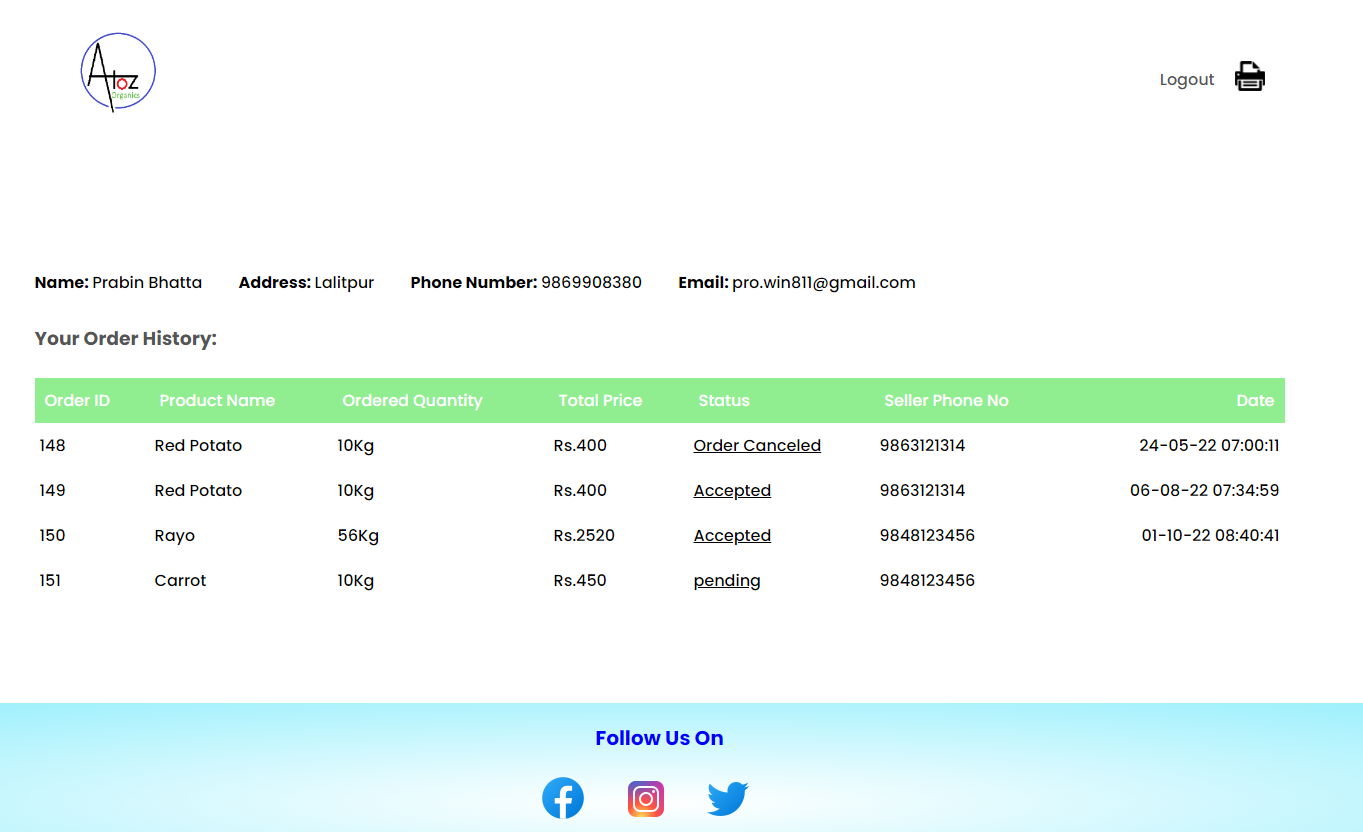 Atoz
Organics
Logout
Name: Prabin Bhatta Address: Lalitpur Phone Number: 9869908380 Email: pro.win811@gmail.com
Your Order History:
Order ID Product Name Ordered Quantity Total Price Status Seller Phone No Date
148 Red Potato 10Kg Rs.400 Order Canceled 9863121314 24-05-22 07:00:11
149 Red Potato 10Kg Rs.400 Accepted 9863121314 06-08-22 07:34:59
150 Rayo 56Kg Rs.2520 Accepted 9848123456 01-10-22 08:40:41
151 Carrot 10Kg Rs.450 pending 9848123456
Follow Us On